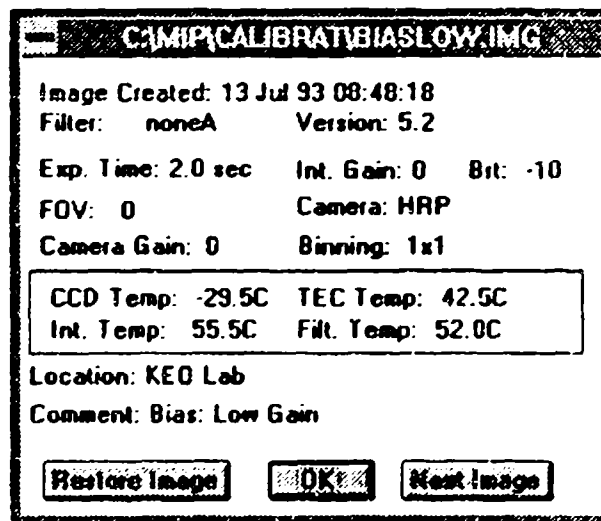 C:\MIP\CALIBRAT\BIASLOW.IMG
Image Created: 13 Jul 93 08:48:18
Filter: noneA Version: 5.2
Exp. Time: 2.0 sec Int. Gain: 0 Brt: -10
FOV: 0 Camera: HRP
Camera Gain: 0 Binning: 1x1
CCD Temp: -29.5C TEC Temp: 42.5C
Int. Temp: 55.5C Filt. Temp: 52.0C
Location: KEO Lab
Comment: Bias: Low Gain
Restore Image OK Next Image